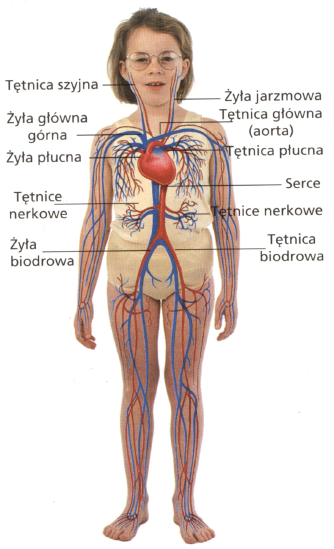 Tętnica szyjna
Żyła jarzmowa
Żyła główna
górna
Tętnica główna
(aorta)
Żyła płucna
Tętnica płucna
Serce
Tętnice
nerkowe
Tętnice nerkowe
Żyła
biodrowa
Tętnica
biodrowa